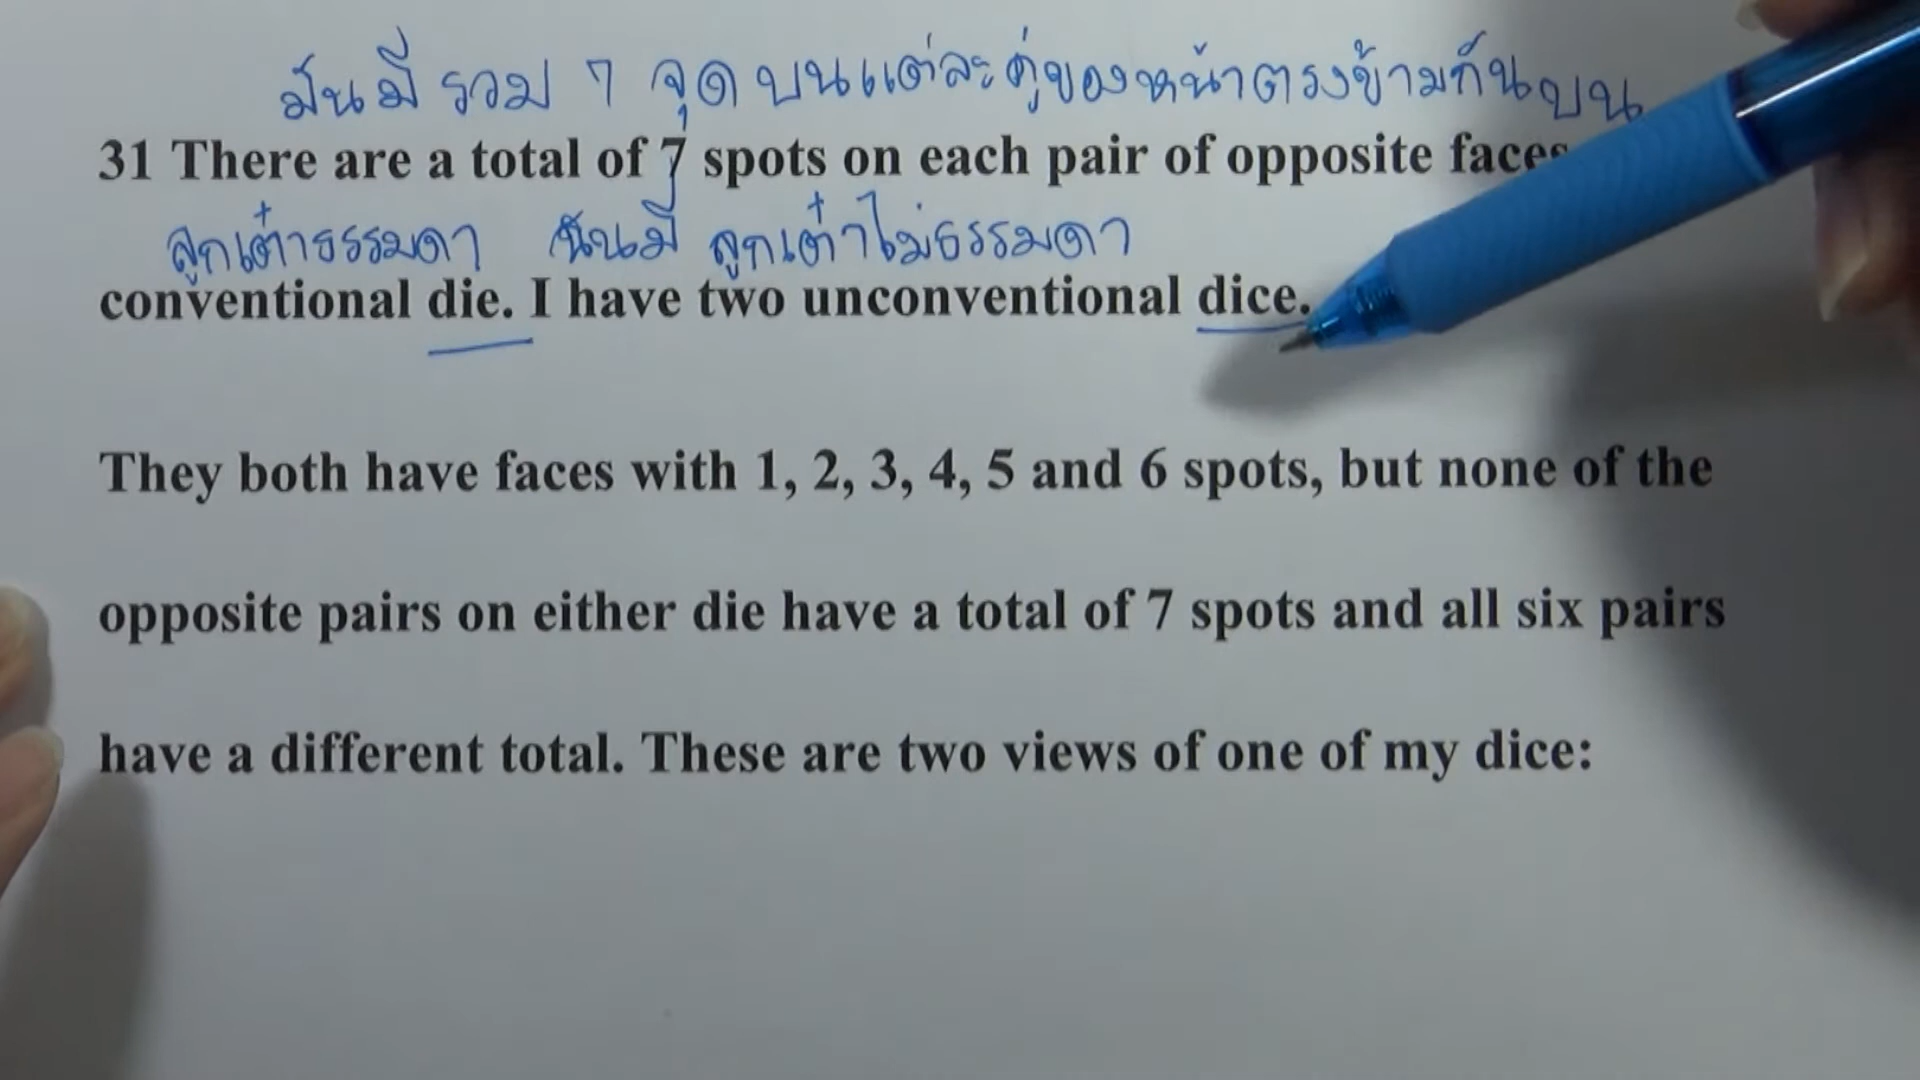 มันมี รวม 7 จุด บนแต่ละ คู่ของหน้าตรงข้ามกันบน
31 There are a total of 7 spots on each pair of opposite faces
ลูกเต๋าธรรมดา ฉันมี ลูกเต๋าไม่ธรรมดา
conventional die. I have two unconventional dice.
They both have faces with 1, 2, 3, 4, 5 and 6 spots, but none of the
opposite pairs on either die have a total of 7 spots and all six pairs
have a different total. These are two views of one of my dice: